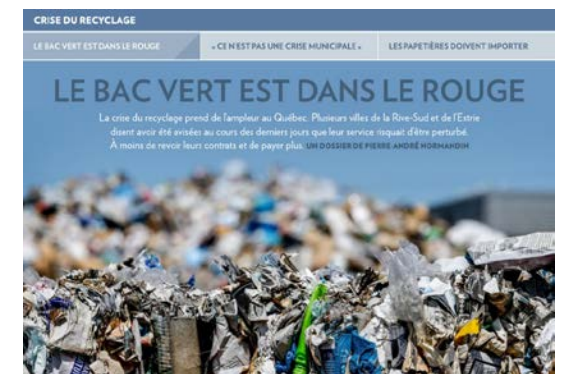 CRISE DU RECYCLAGE
LE BAC VERT EST DANS LE ROUGE
« CE N'EST PAS UNE CRISE MUNICIPALE »
LES PAPETIÈRES DOIVENT IMPORTER
LE BAC VERT EST DANS LE ROUGE
La crise du recyclage prend de l'ampleur au Québec. Plusieurs villes de la Rive-Sud et de l'Estrie
disent avoir été avisées au cours des derniers jours que leur service risquait d'être perturbé.
À moins de revoir leurs contrats et de payer plus. UN DOSSIER DE PIERRE ANDRÉ NORMANDIN